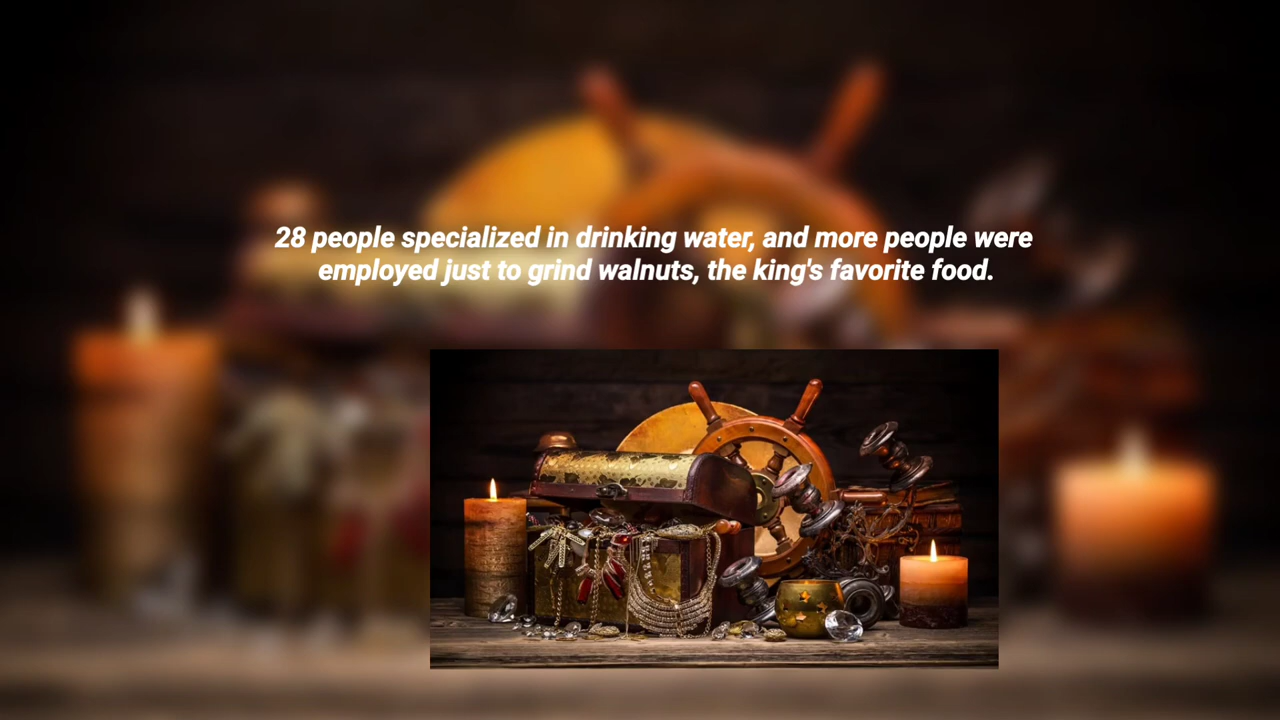 28 people specialized in drinking water, and more people were
employed just to grind walnuts, the king's favorite food.